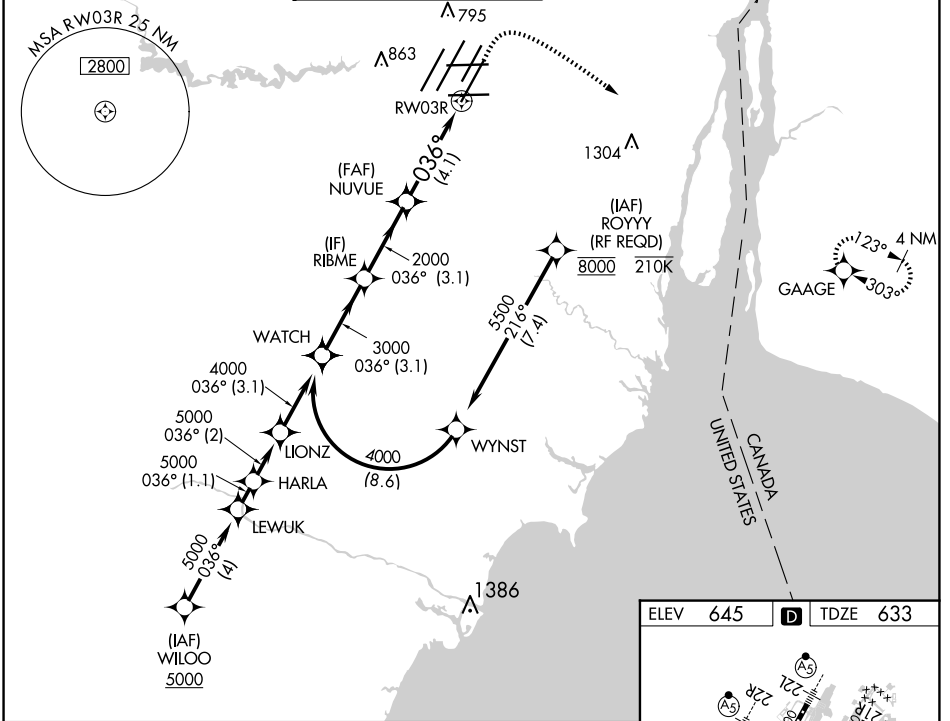 MSA RW03R 25 NM
2800
795
863
RW03R
1304
036°
(4.1)
(FAF)
NUVUE
(IF)
RIBME
2000
036° (3.1)
(IAF)
ROYYY
(RF REQD)
8000 210K
123°
4 NM
303°
GAAGE
WATCH
3000
036° (3.1)
5500
216°
(7.4)
4000
036° (3.1)
5000
036° (2)
LIONZ
5000
036° (1.1)
HARLA
4000
(8.6)
WYNST
LEWUK
CANADA
UNITED STATES
5000
036°
(4)
1386
(IAF)
WILOO
5000
ELEV 645 D TDZE 633
A5
22L
22R
A5
21R